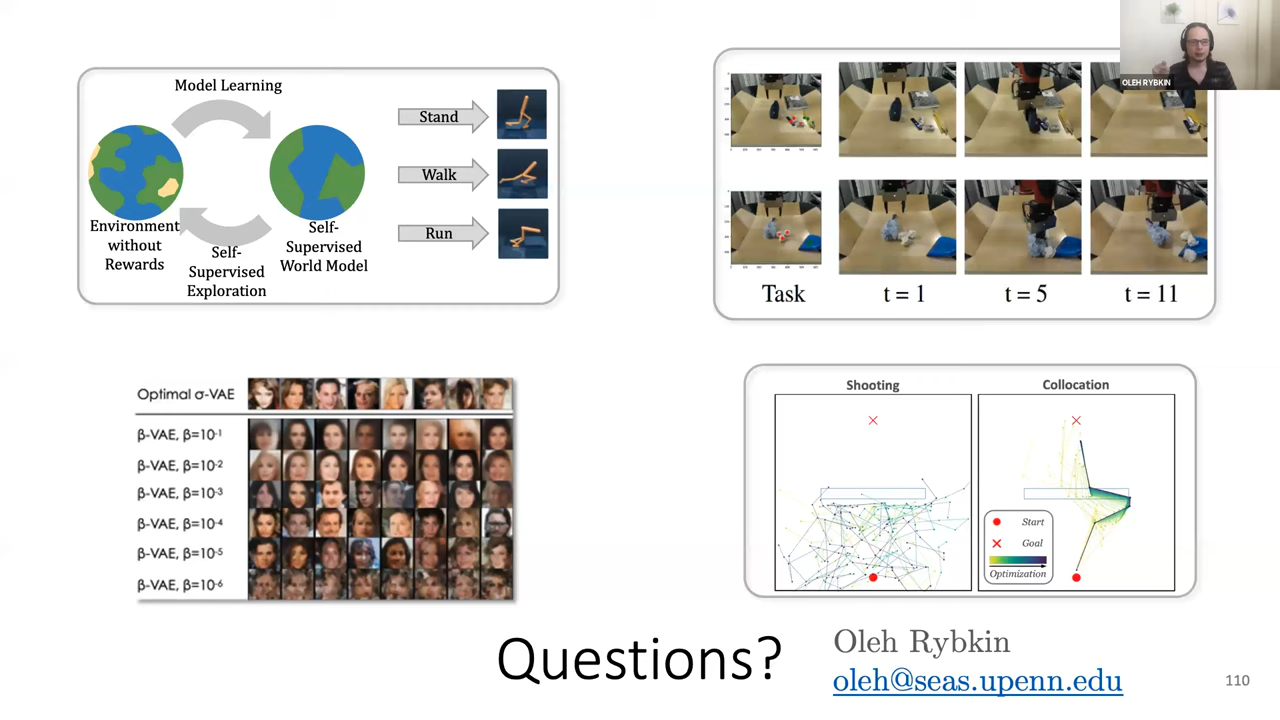 Model Learning
Stand
Walk
Run
Environment
without
Rewards
Self-
Supervised
Exploration
Self-
Supervised
World Model
OLEH RYBKIN
Task
t = 1
t = 5
t = 11
Optimal σ-VAE
β-VAE, β=10⁻¹
β-VAE, β=10⁻²
β-VAE, β=10⁻³
β-VAE, β=10⁻⁴
β-VAE, β=10⁻⁵
β-VAE, β=10⁻⁶
Shooting
Collocation
Start
Goal
Optimization
Questions?
Oleh Rybkin
oleh@seas.upenn.edu
110